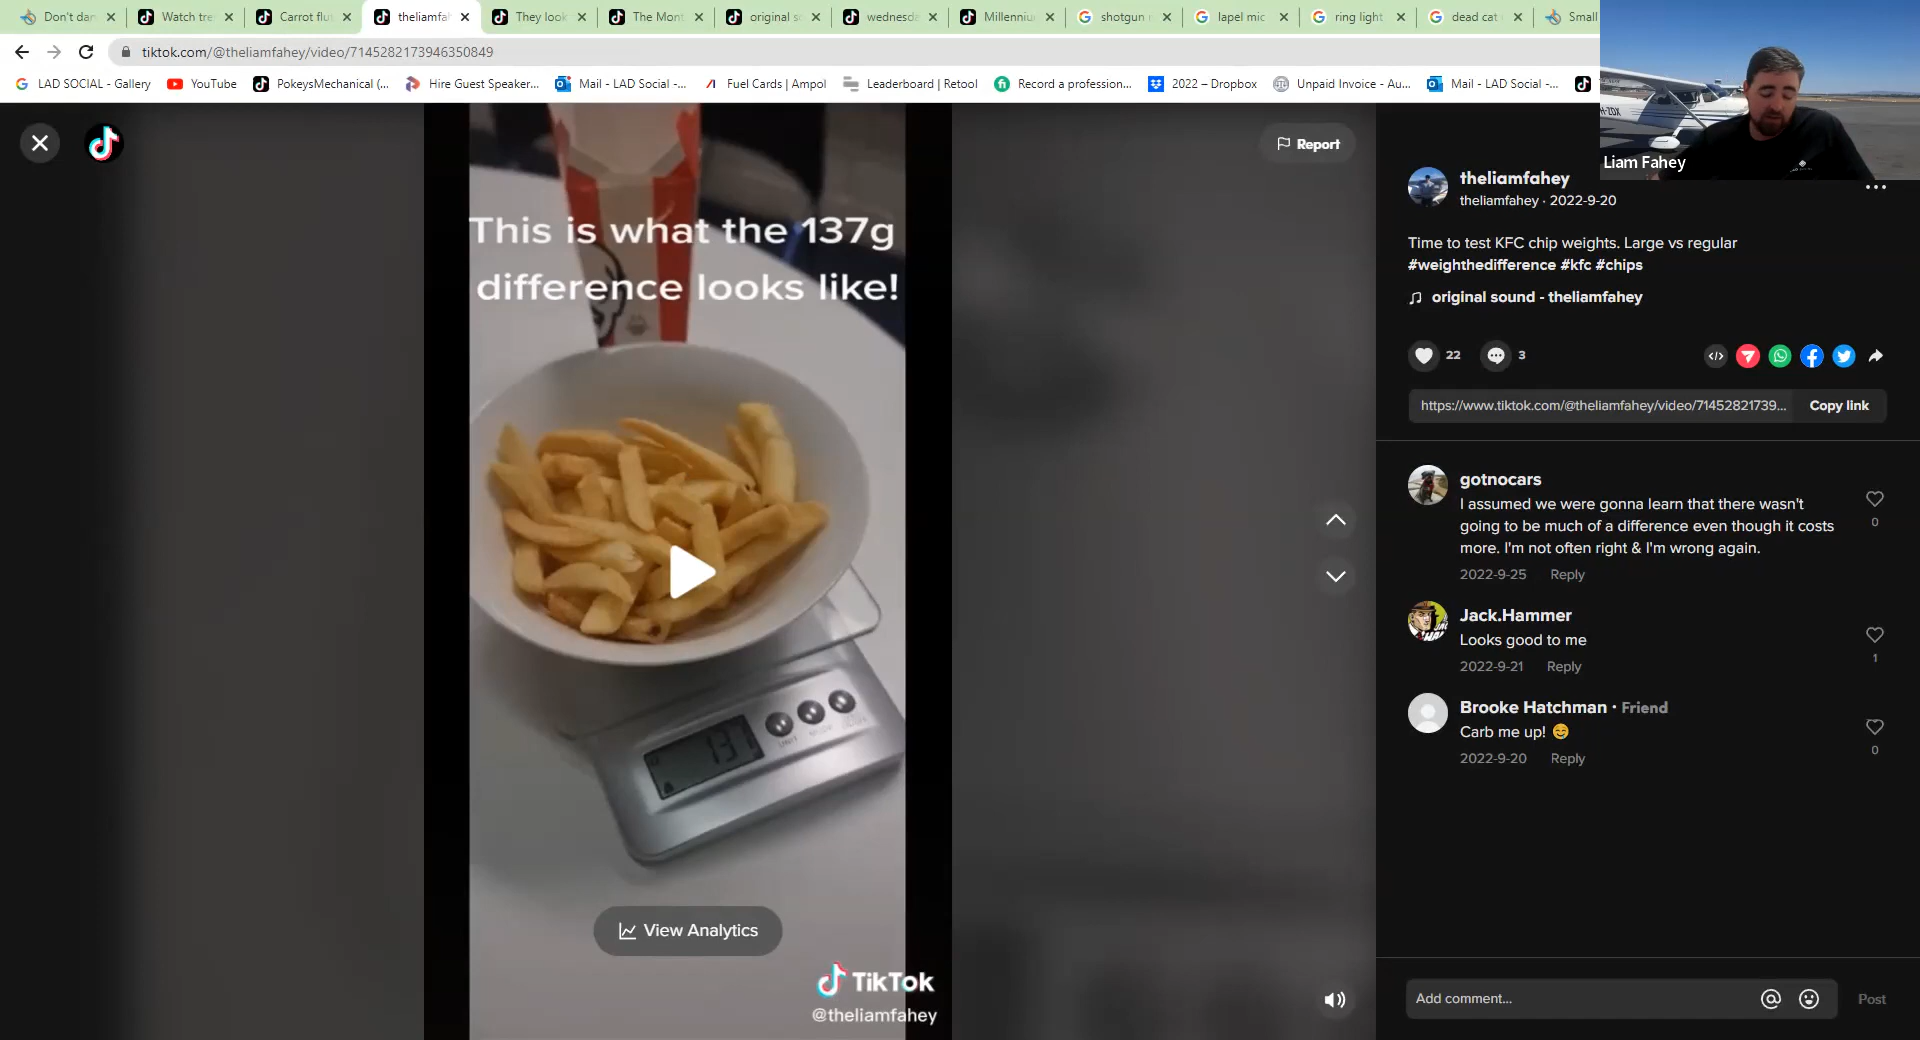 Don't dan
Watch tre
Carrot flu
theliamfah
They look
The Mont
original so
wednesda
Millenniu
shotgun
lapel mic
ring light
dead cat
Small
tiktok.com/@theliamfahey/video/7145282173946350849
LAD SOCIAL - Gallery
YouTube
PokeysMechanical (...
Hire Guest Speaker...
Mail - LAD Social -...
Fuel Cards | Ampol
Leaderboard | Retool
Record a profession...
2022 – Dropbox
Unpaid Invoice - Au...
Mail - LAD Social -...
Liam Fahey
Report
This is what the 137g
difference looks like!
137
View Analytics
TikTok
@theliamfahey
theliamfahey
theliamfahey · 2022-9-20
Time to test KFC chip weights. Large vs regular
#weighthedifference #kfc #chips
original sound - theliamfahey
22
3
https://www.tiktok.com/@theliamfahey/video/71452821739...
Copy link
gotnocars
I assumed we were gonna learn that there wasn't
going to be much of a difference even though it costs
more. I'm not often right & I'm wrong again.
0
2022-9-25 Reply
Jack.Hammer
Looks good to me
1
2022-9-21 Reply
Brooke Hatchman · Friend
Carb me up! 😊
0
2022-9-20 Reply
Add comment...
Post